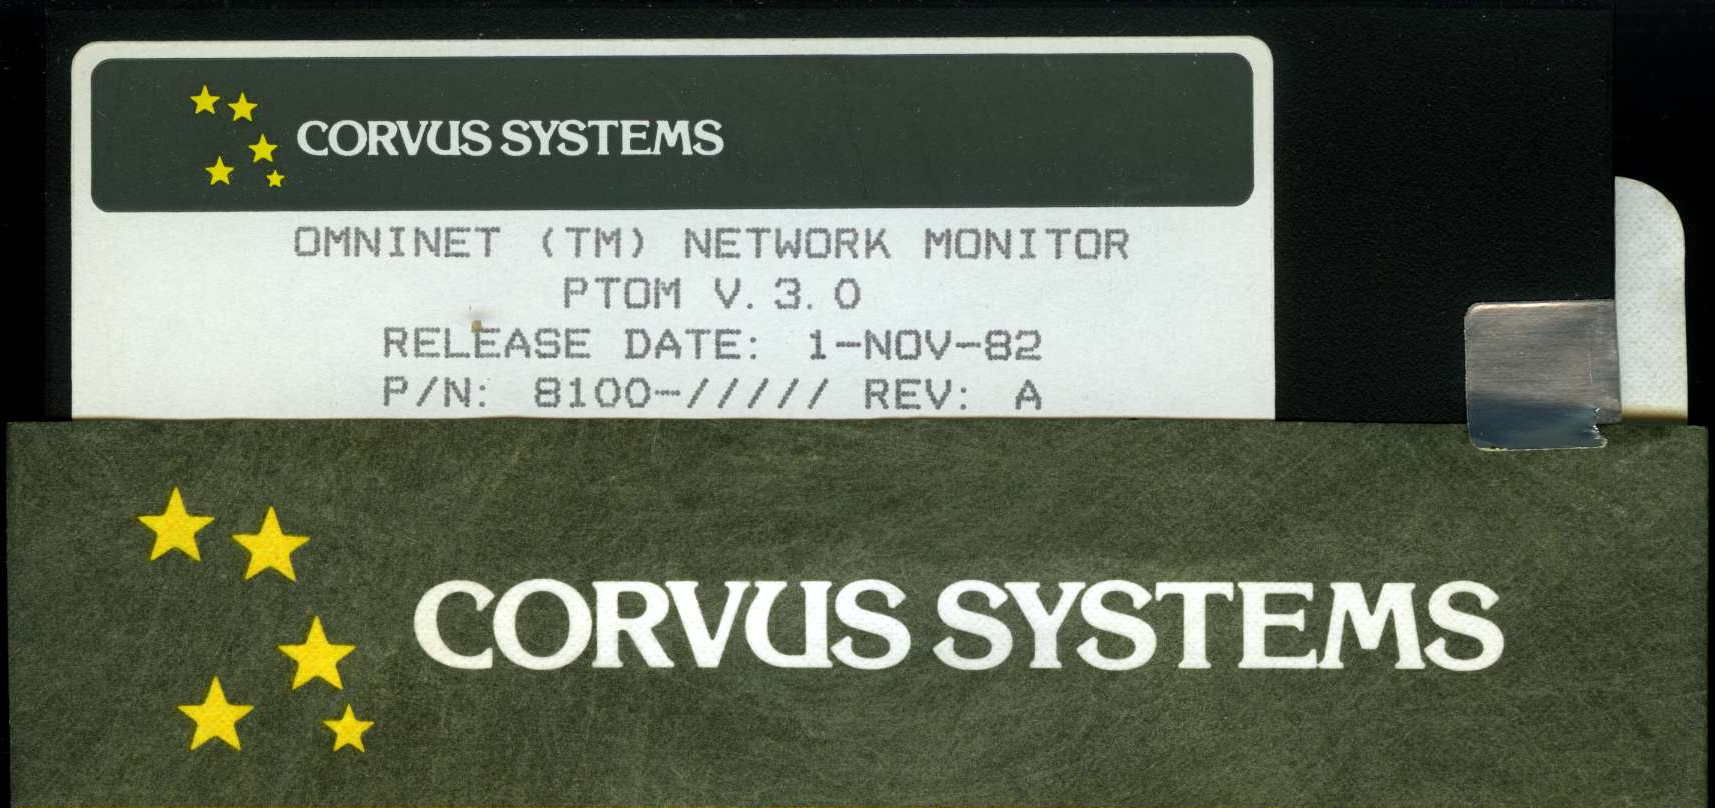 CORVUS SYSTEMS
OMNINET (TM) NETWORK MONITOR
PTOM V.3.0
RELEASE DATE: 1-NOV-82
P/N: 8100-///// REV: A
CORVUS SYSTEMS